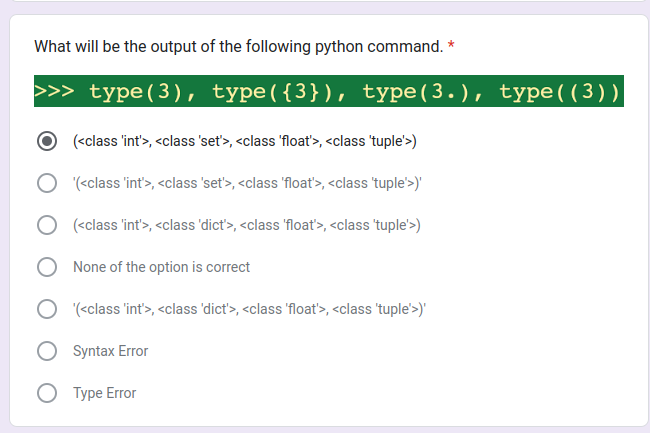 What will be the output of the following python command. *
>>> type(3), type({3}), type(3.), type((3))
(<class 'int'>, <class 'set'>, <class 'float'>, <class 'tuple'>)
'(<class 'int'>, <class 'set'>, <class 'float'>, <class 'tuple'>)'
(<class 'int'>, <class 'dict'>, <class 'float'>, <class 'tuple'>)
None of the option is correct
'(<class 'int'>, <class 'dict'>, <class 'float'>, <class 'tuple'>)'
Syntax Error
Type Error